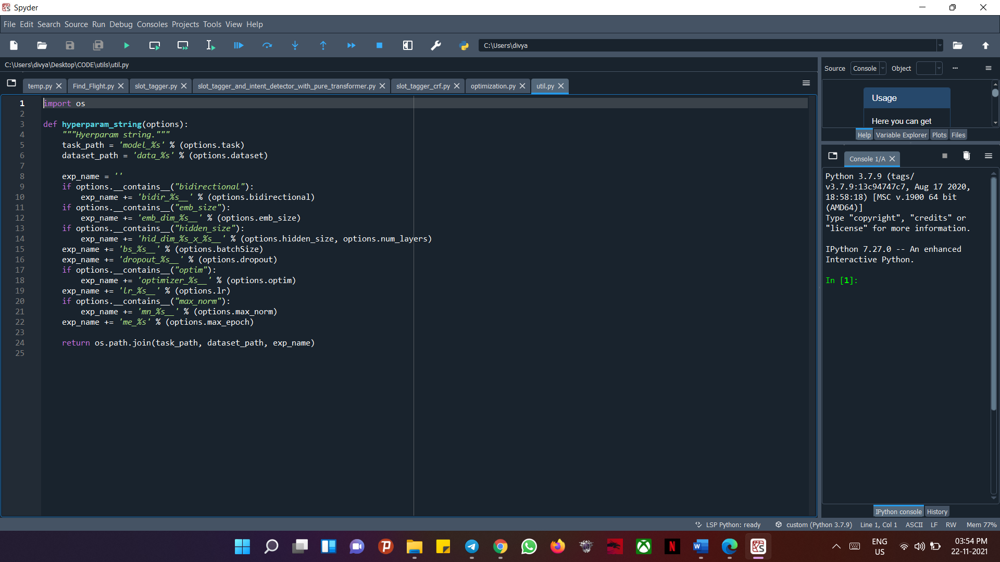 Spyder
File Edit Search Source Run Debug Consoles Projects Tools View Help
C:\Users\divya
C:\Users\divya\Desktop\CODE\utils\util.py
temp.py Find_Flight.py slot_tagger.py slot_tagger_and_intent_detector_with_pure_transformer.py slot_tagger_crf.py optimization.py util.py
1 import os
2
3 def hyperparam_string(options):
4     """Hyerparam string."""
5     task_path = 'model_%s' % (options.task)
6     dataset_path = 'data_%s' % (options.dataset)
7
8     exp_name = ''
9     if options.__contains__("bidirectional"):
10         exp_name += 'bidir_%s__' % (options.bidirectional)
11     if options.__contains__("emb_size"):
12         exp_name += 'emb_dim_%s__' % (options.emb_size)
13     if options.__contains__("hidden_size"):
14         exp_name += 'hid_dim_%s_x_%s__' % (options.hidden_size, options.num_layers)
15     exp_name += 'bs_%s__' % (options.batchSize)
16     exp_name += 'dropout_%s__' % (options.dropout)
17     if options.__contains__("optim"):
18         exp_name += 'optimizer_%s__' % (options.optim)
19     exp_name += 'lr_%s__' % (options.lr)
20     if options.__contains__("max_norm"):
21         exp_name += 'mn_%s__' % (options.max_norm)
22     exp_name += 'me_%s' % (options.max_epoch)
23
24     return os.path.join(task_path, dataset_path, exp_name)
25
Source Console Object
Usage
Here you can get
Help Variable Explorer Plots Files
Console 1/A
Python 3.7.9 (tags/
v3.7.9:13c94747c7, Aug 17 2020,
18:58:18) [MSC v.1900 64 bit
(AMD64)]
Type "copyright", "credits" or
"license" for more information.
IPython 7.27.0 -- An enhanced
Interactive Python.
In [1]:
IPython console History
LSP Python: ready custom (Python 3.7.9) Line 1, Col 1 ASCII LF RW Mem 77%
ENG
US
03:54 PM
22-11-2021